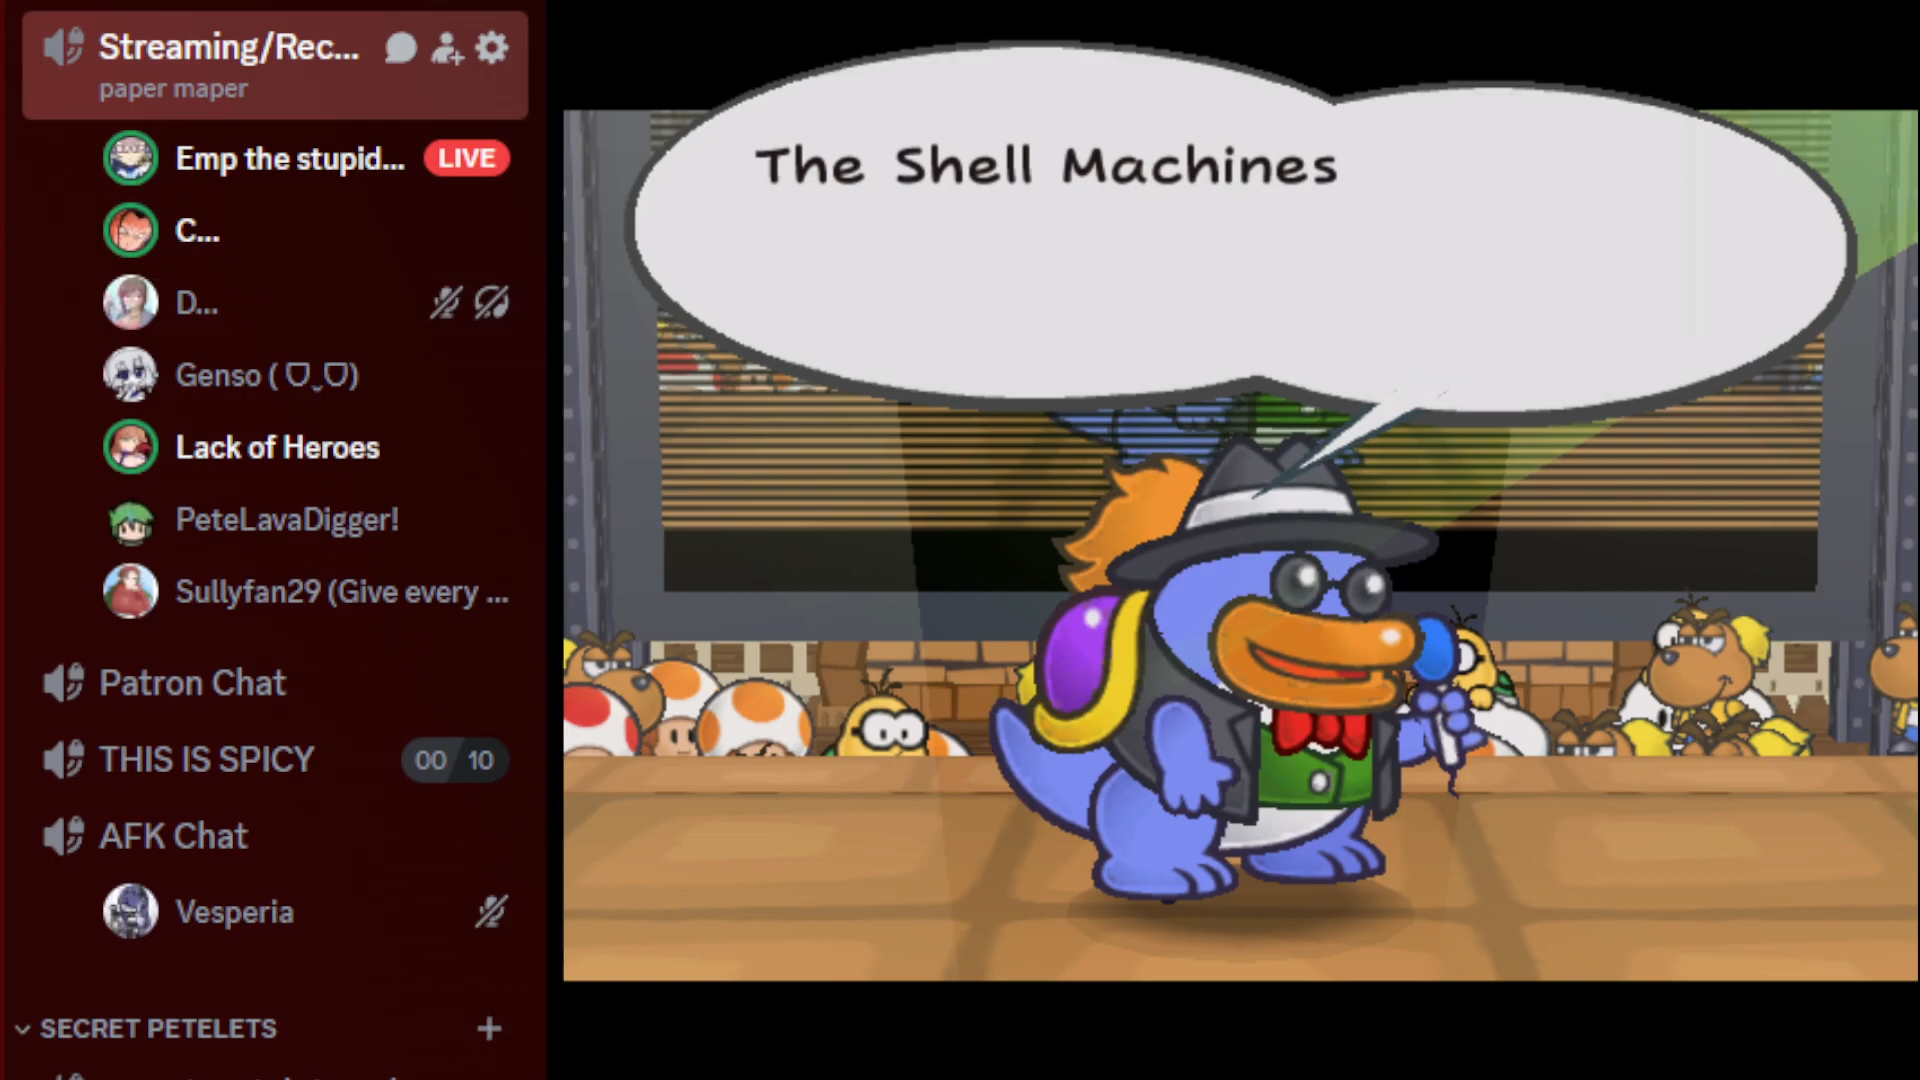 Streaming/Rec...
paper maper
Emp the stupid... LIVE
C...
D...
Genso ( ᗜ‿ᗜ)
Lack of Heroes
PeteLavaDigger!
Sullyfan29 (Give every ...
Patron Chat
THIS IS SPICY 00 10
AFK Chat
Vesperia
SECRET PETELETS
The Shell Machines